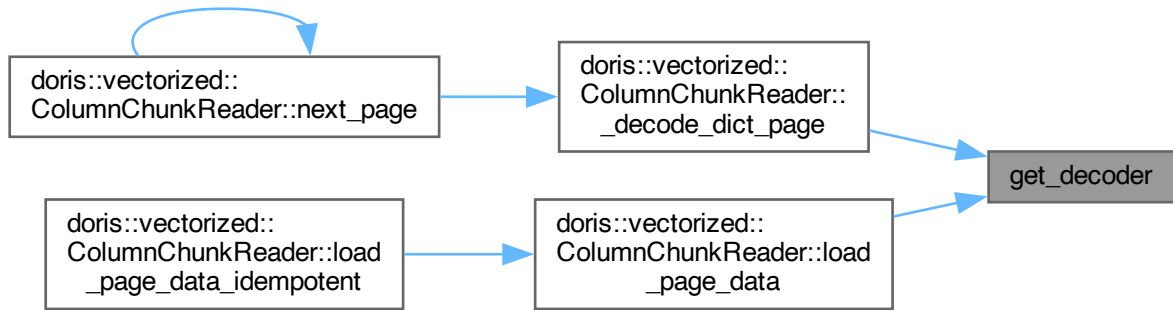 doris::vectorized::
ColumnChunkReader::next_page
doris::vectorized::
ColumnChunkReader::
_decode_dict_page
get_decoder
doris::vectorized::
ColumnChunkReader::load
_page_data_idempotent
doris::vectorized::
ColumnChunkReader::load
_page_data